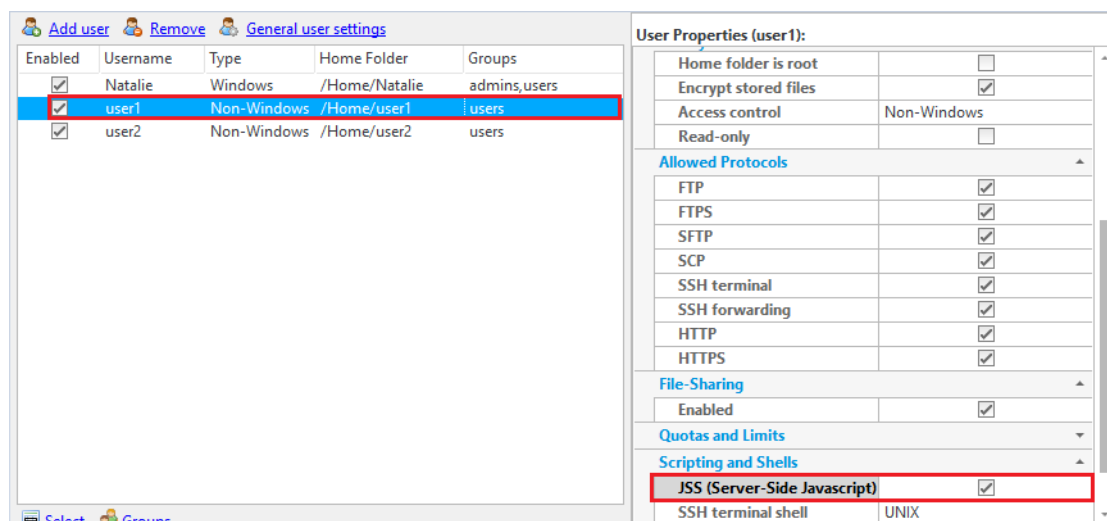 Add user Remove General user settings
Enabled Username Type Home Folder Groups
Natalie Windows /Home/Natalie admins,users
user1 Non-Windows /Home/user1 users
user2 Non-Windows /Home/user2 users
Select Groups
User Properties (user1):
Home folder is root
Encrypt stored files
Access control Non-Windows
Read-only
Allowed Protocols
FTP
FTPS
SFTP
SCP
SSH terminal
SSH forwarding
HTTP
HTTPS
File-Sharing
Enabled
Quotas and Limits
Scripting and Shells
JSS (Server-Side Javascript)
SSH terminal shell UNIX